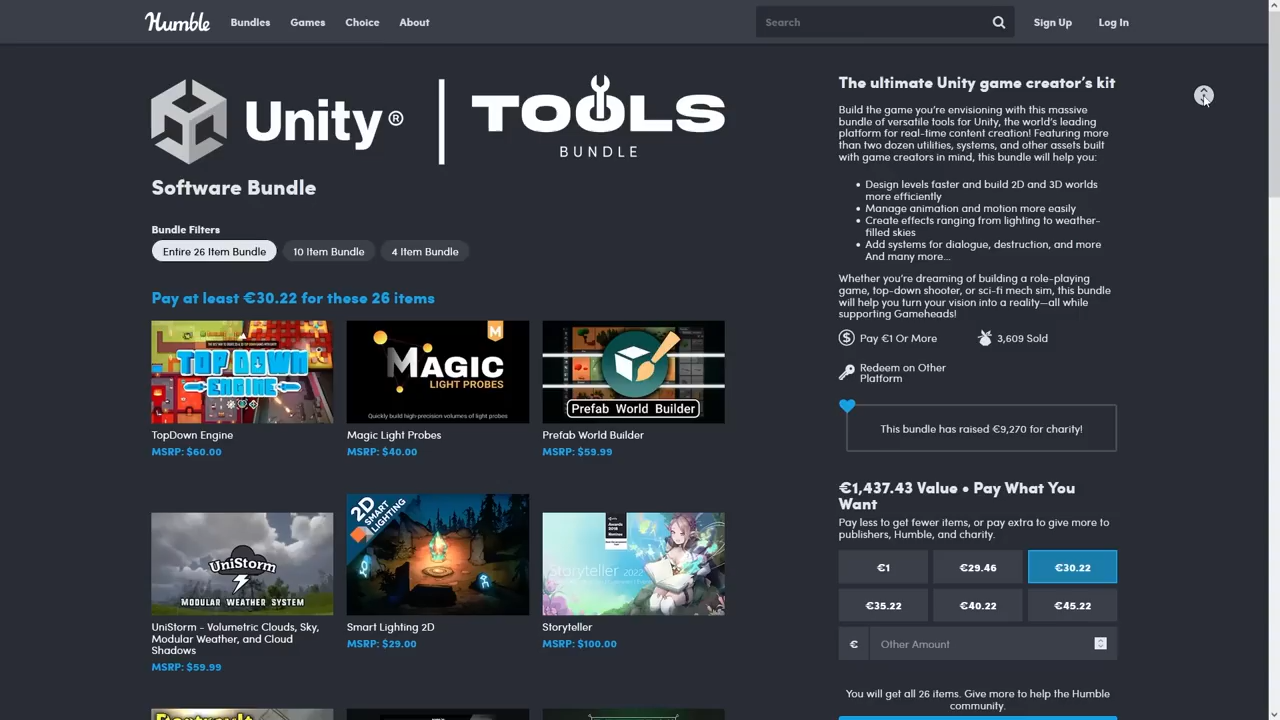 Humble
Bundles
Games
Choice
About
Search
Sign Up
Log In
Unity®
TOOLS
BUNDLE
Software Bundle
Bundle Filters
Entire 26 Item Bundle
10 Item Bundle
4 Item Bundle
Pay at least €30.22 for these 26 items
TOP DOWN
ENGINE
TopDown Engine
MSRP: $60.00
M
MAGIC
LIGHT PROBES
Quickly build high-precision volumes of light probes
Magic Light Probes
MSRP: $40.00
Prefab World Builder
Prefab World Builder
MSRP: $59.99
UniStorm
MODULAR WEATHER SYSTEM
UniStorm - Volumetric Clouds, Sky,
Modular Weather, and Cloud
Shadows
MSRP: $59.99
2D
SMART
LIGHTING
Smart Lighting 2D
MSRP: $29.00
Storyteller 2022
Storyteller
MSRP: $100.00
The ultimate Unity game creator's kit
Build the game you're envisioning with this massive
bundle of versatile tools for Unity, the world's leading
platform for real-time content creation! Featuring more
than two dozen utilities, systems, and other assets built
with game creators in mind, this bundle will help you:
• Design levels faster and build 2D and 3D worlds
more efficiently
• Manage animation and motion more easily
• Create effects ranging from lighting to weather-
filled skies
• Add systems for dialogue, destruction, and more
And many more...
Whether you're dreaming of building a role-playing
game, top-down shooter, or sci-fi mech sim, this bundle
will help you turn your vision into a reality—all while
supporting Gameheads!
Pay €1 Or More
3,609 Sold
Redeem on Other
Platform
This bundle has raised €9,270 for charity!
€1,437.43 Value • Pay What You
Want
Pay less to get fewer items, or pay extra to give more to
publishers, Humble, and charity.
€1
€29.46
€30.22
€35.22
€40.22
€45.22
€
Other Amount
You will get all 26 items. Give more to help the Humble
community.